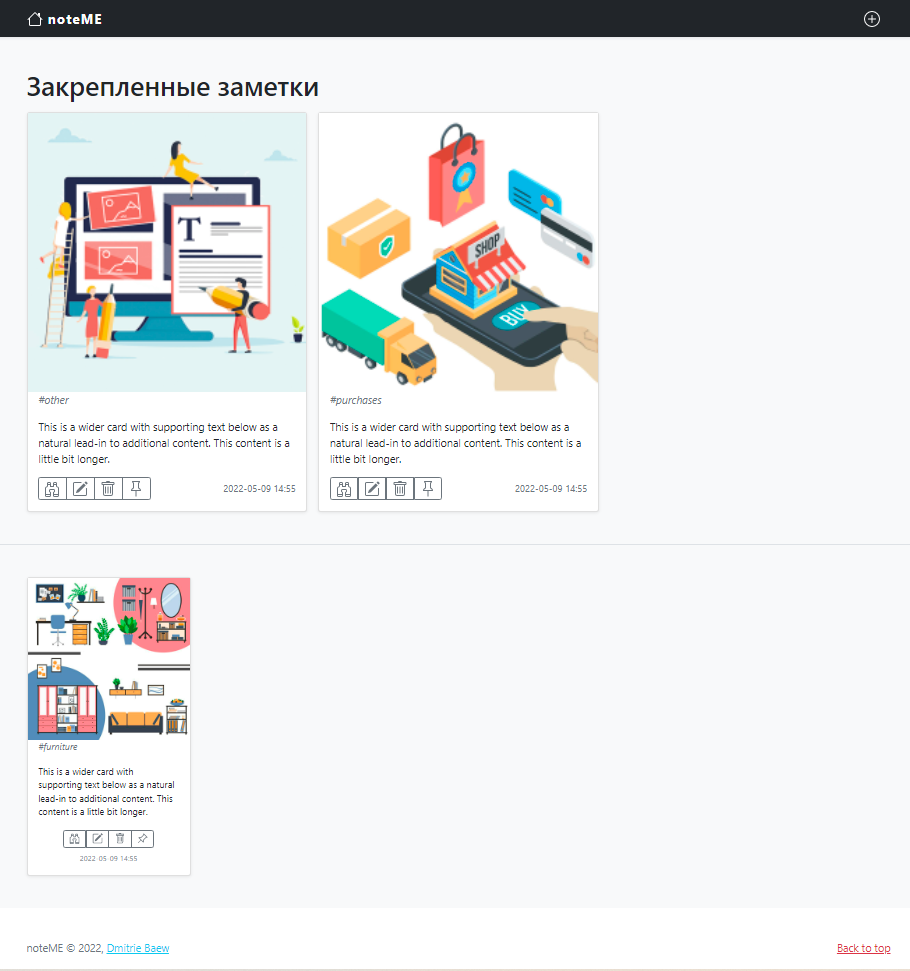 noteME
Закрепленные заметки
T
SHOP
BUY
#other
This is a wider card with supporting text below as a
natural lead-in to additional content. This content is a
little bit longer.
2022-05-09 14:55
#purchases
This is a wider card with supporting text below as a
natural lead-in to additional content. This content is a
little bit longer.
2022-05-09 14:55
#furniture
This is a wider card with
supporting text below as a natural
lead-in to additional content. This
content is a little bit longer.
2022-05-09 14:55
noteME © 2022, Dmitrie Baew
Back to top